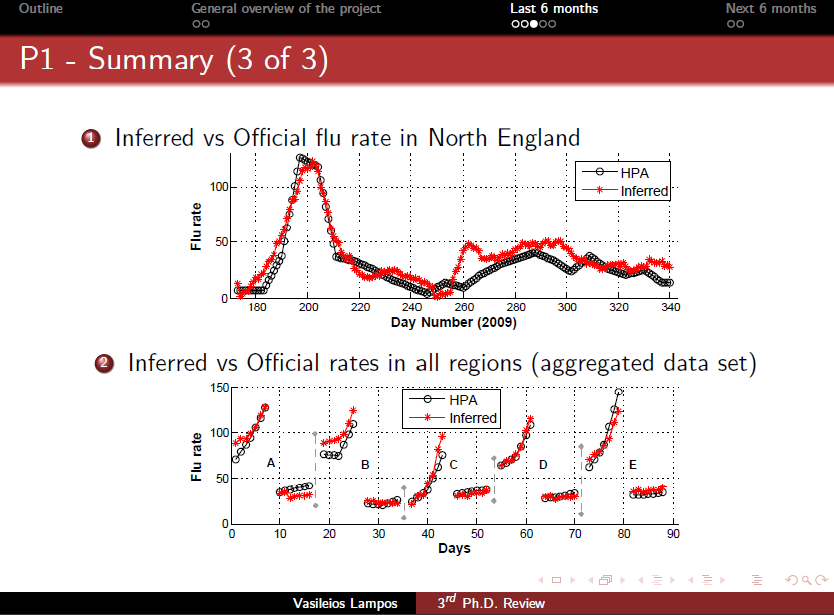 Outline General overview of the project Last 6 months Next 6 months
P1 - Summary (3 of 3)
1 Inferred vs Official flu rate in North England
HPA
Inferred
Flu rate
100
50
0
180 200 220 240 260 280 300 320 340
Day Number (2009)
2 Inferred vs Official rates in all regions (aggregated data set)
HPA
Inferred
Flu rate
150
100
50
0
A B C D E
0 10 20 30 40 50 60 70 80 90
Days
Vasileios Lampos 3rd Ph.D. Review